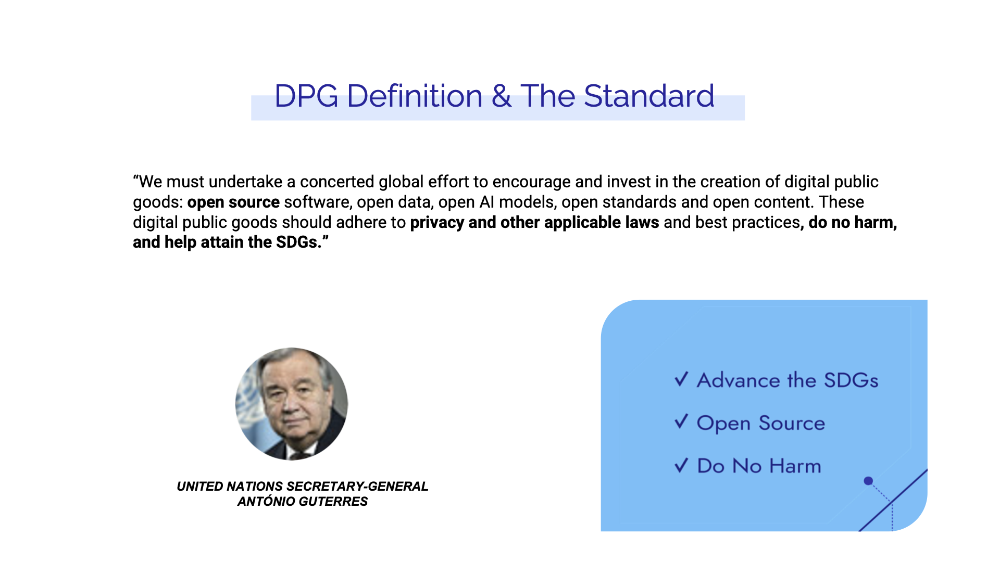 DPG Definition & The Standard
“We must undertake a concerted global effort to encourage and invest in the creation of digital public
goods: open source software, open data, open AI models, open standards and open content. These
digital public goods should adhere to privacy and other applicable laws and best practices, do no harm,
and help attain the SDGs.”
UNITED NATIONS SECRETARY-GENERAL
ANTÓNIO GUTERRES
✓ Advance the SDGs
✓ Open Source
✓ Do No Harm